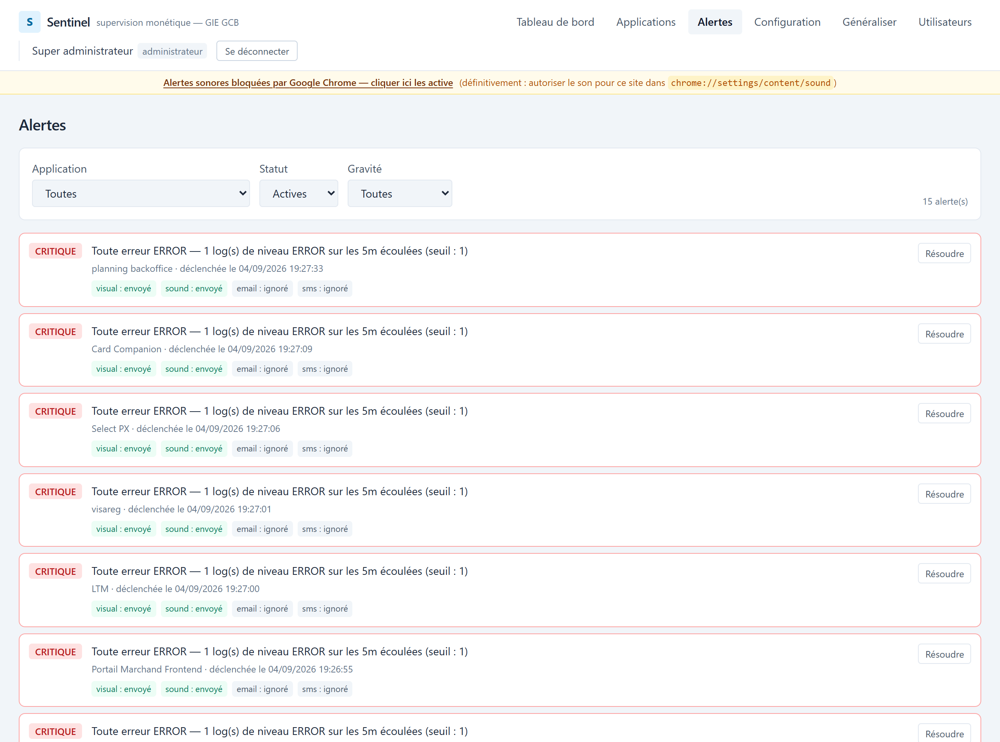 S Sentinel supervision monétique — GIE GCB
Tableau de bord Applications Alertes Configuration Généraliser Utilisateurs
Super administrateur administrateur Se déconnecter
Alertes sonores bloquées par Google Chrome — cliquer ici les active (définitivement : autoriser le son pour ce site dans chrome://settings/content/sound)
Alertes
Application Statut Gravité
Toutes Actives Toutes
15 alerte(s)
CRITIQUE Toute erreur ERROR — 1 log(s) de niveau ERROR sur les 5m écoulées (seuil : 1) Résoudre
planning backoffice · déclenchée le 04/09/2026 19:27:33
visual : envoyé sound : envoyé email : ignoré sms : ignoré
CRITIQUE Toute erreur ERROR — 1 log(s) de niveau ERROR sur les 5m écoulées (seuil : 1) Résoudre
Card Companion · déclenchée le 04/09/2026 19:27:09
visual : envoyé sound : envoyé email : ignoré sms : ignoré
CRITIQUE Toute erreur ERROR — 1 log(s) de niveau ERROR sur les 5m écoulées (seuil : 1) Résoudre
Select PX · déclenchée le 04/09/2026 19:27:06
visual : envoyé sound : envoyé email : ignoré sms : ignoré
CRITIQUE Toute erreur ERROR — 1 log(s) de niveau ERROR sur les 5m écoulées (seuil : 1) Résoudre
visareg · déclenchée le 04/09/2026 19:27:01
visual : envoyé sound : envoyé email : ignoré sms : ignoré
CRITIQUE Toute erreur ERROR — 1 log(s) de niveau ERROR sur les 5m écoulées (seuil : 1) Résoudre
LTM · déclenchée le 04/09/2026 19:27:00
visual : envoyé sound : envoyé email : ignoré sms : ignoré
CRITIQUE Toute erreur ERROR — 1 log(s) de niveau ERROR sur les 5m écoulées (seuil : 1) Résoudre
Portail Marchand Frontend · déclenchée le 04/09/2026 19:26:55
visual : envoyé sound : envoyé email : ignoré sms : ignoré
CRITIQUE Toute erreur ERROR — 1 log(s) de niveau ERROR sur les 5m écoulées (seuil : 1) Résoudre